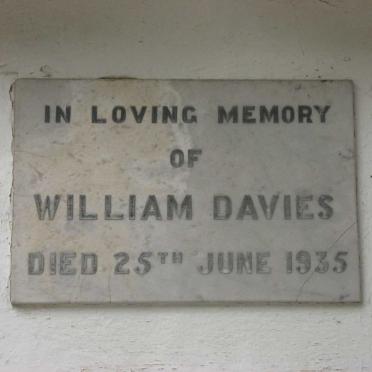 IN LOVING MEMORY
OF
WILLIAM DAVIES
DIED 25TH JUNE 1935